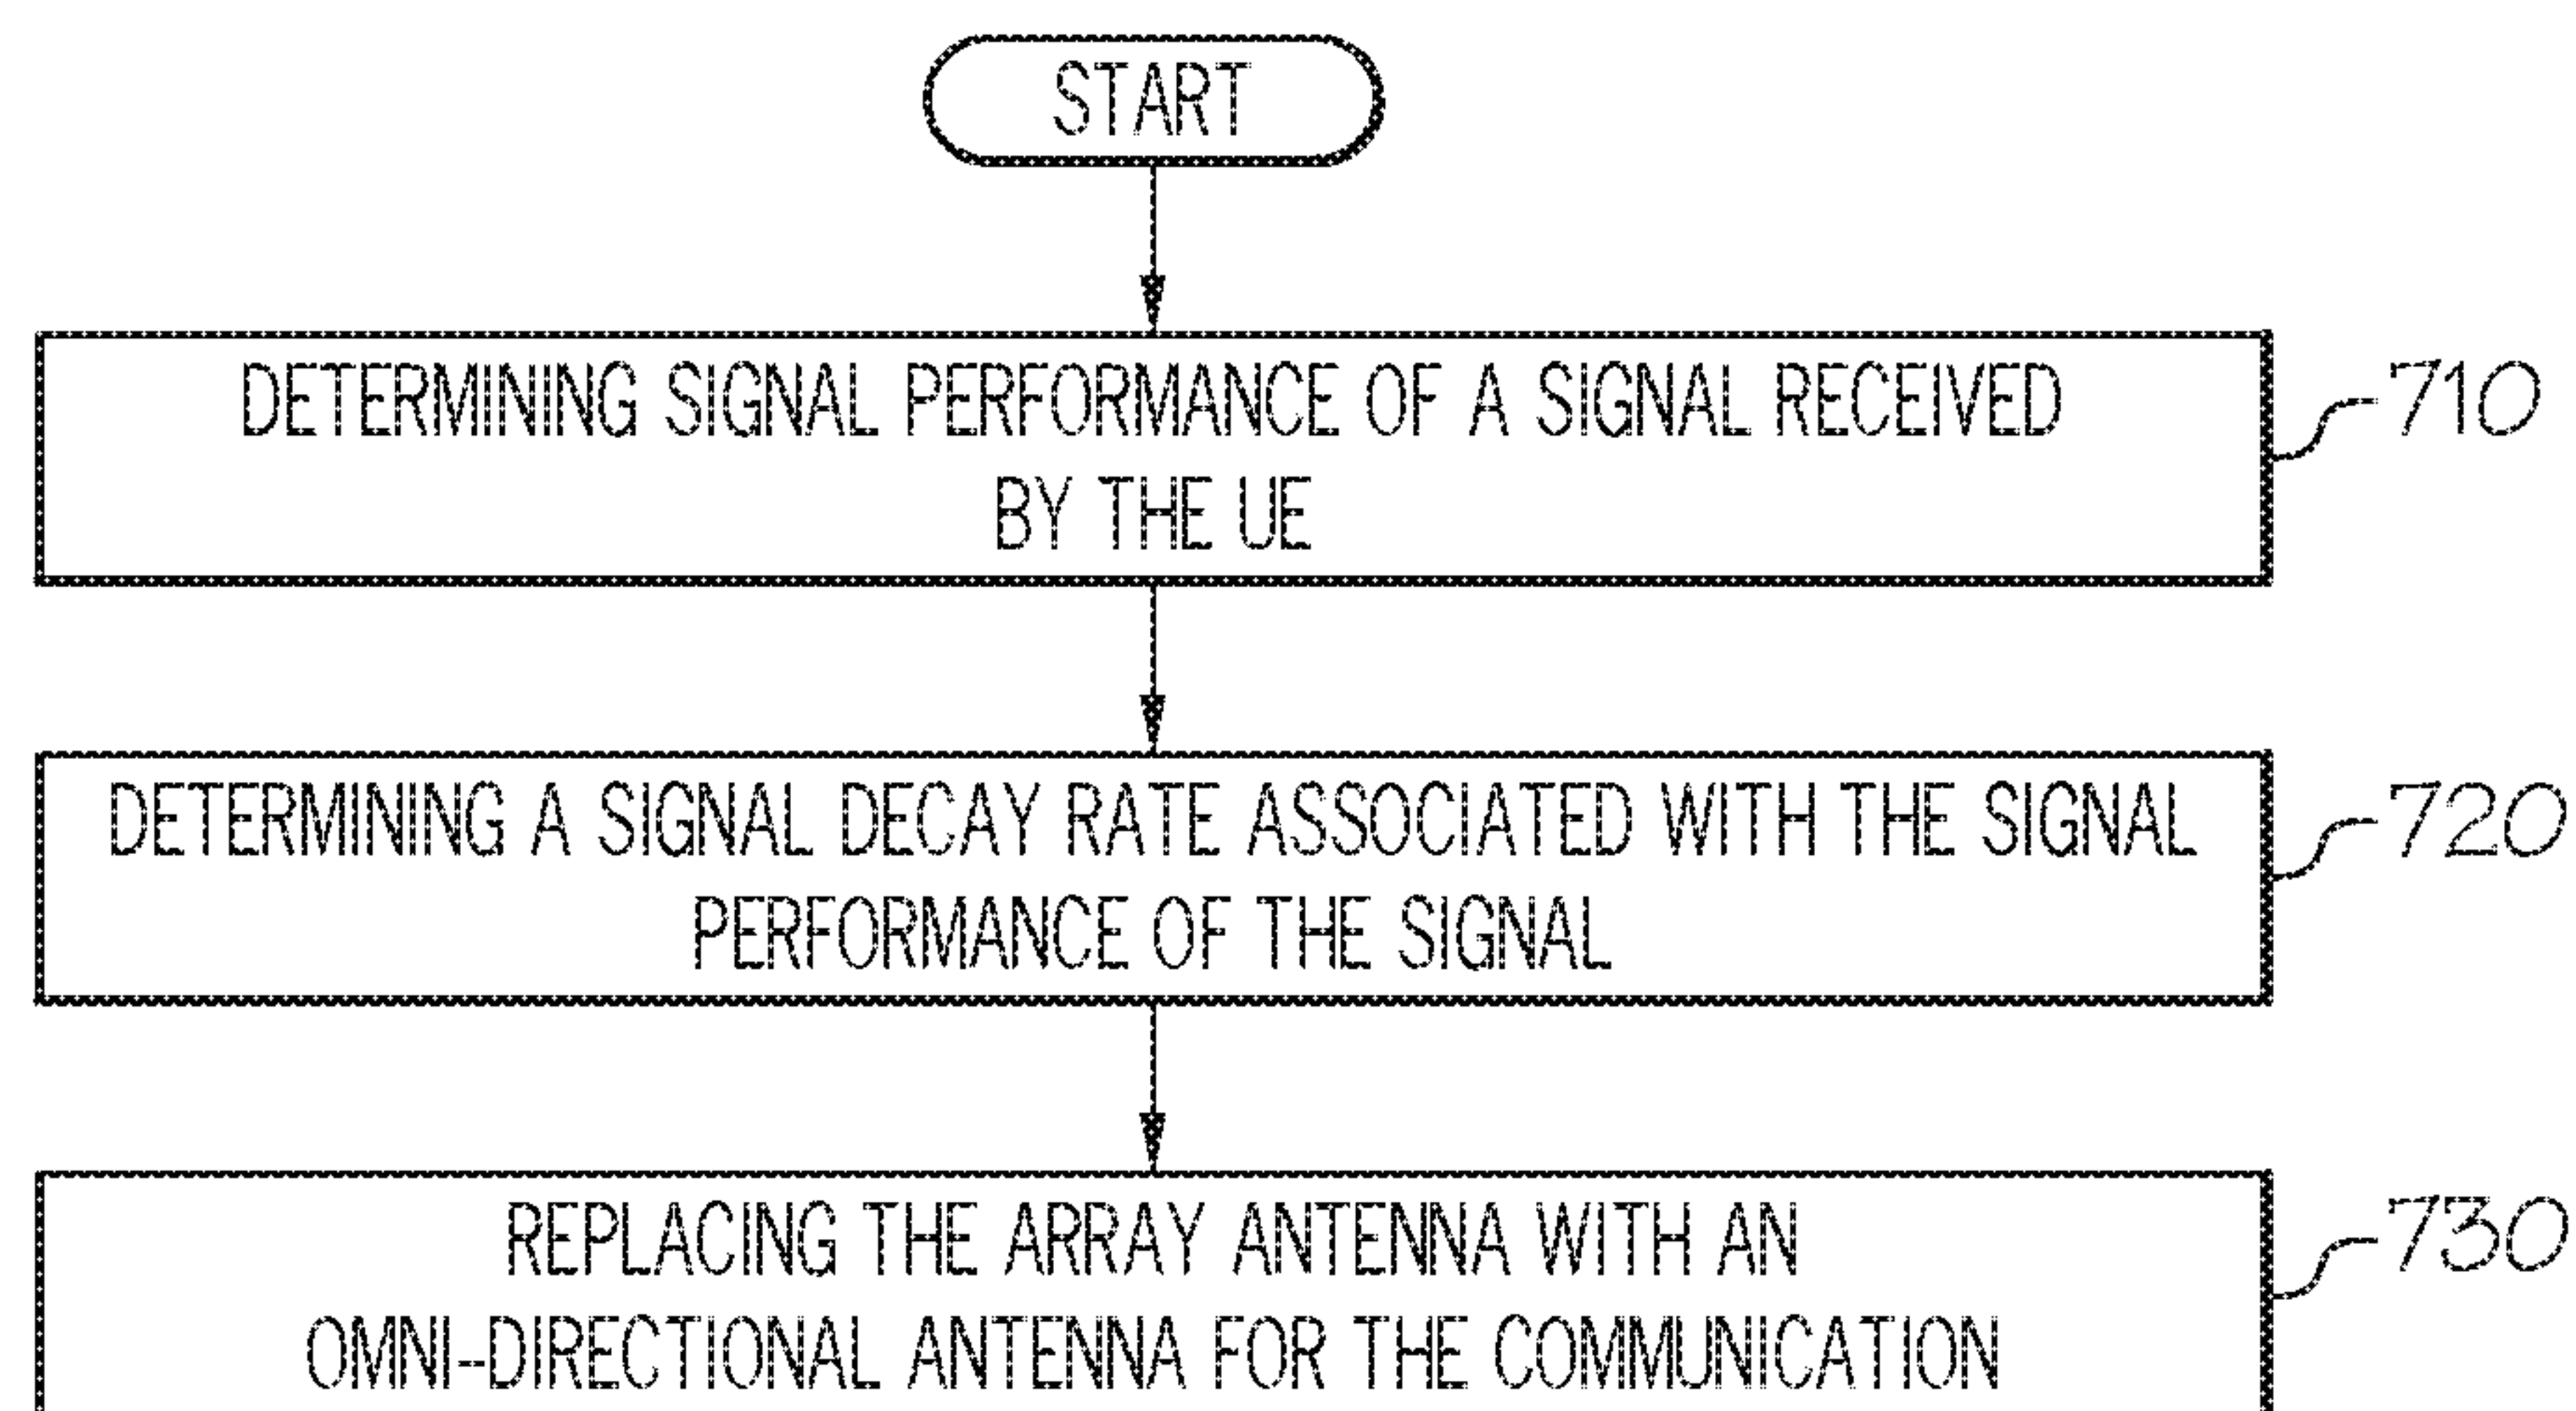 START
DETERMINING SIGNAL PERFORMANCE OF A SIGNAL RECEIVED
BY THE UE
710
DETERMINING A SIGNAL DECAY RATE ASSOCIATED WITH THE SIGNAL
PERFORMANCE OF THE SIGNAL
720
REPLACING THE ARRAY ANTENNA WITH AN
OMNI-DIRECTIONAL ANTENNA FOR THE COMMUNICATION
730